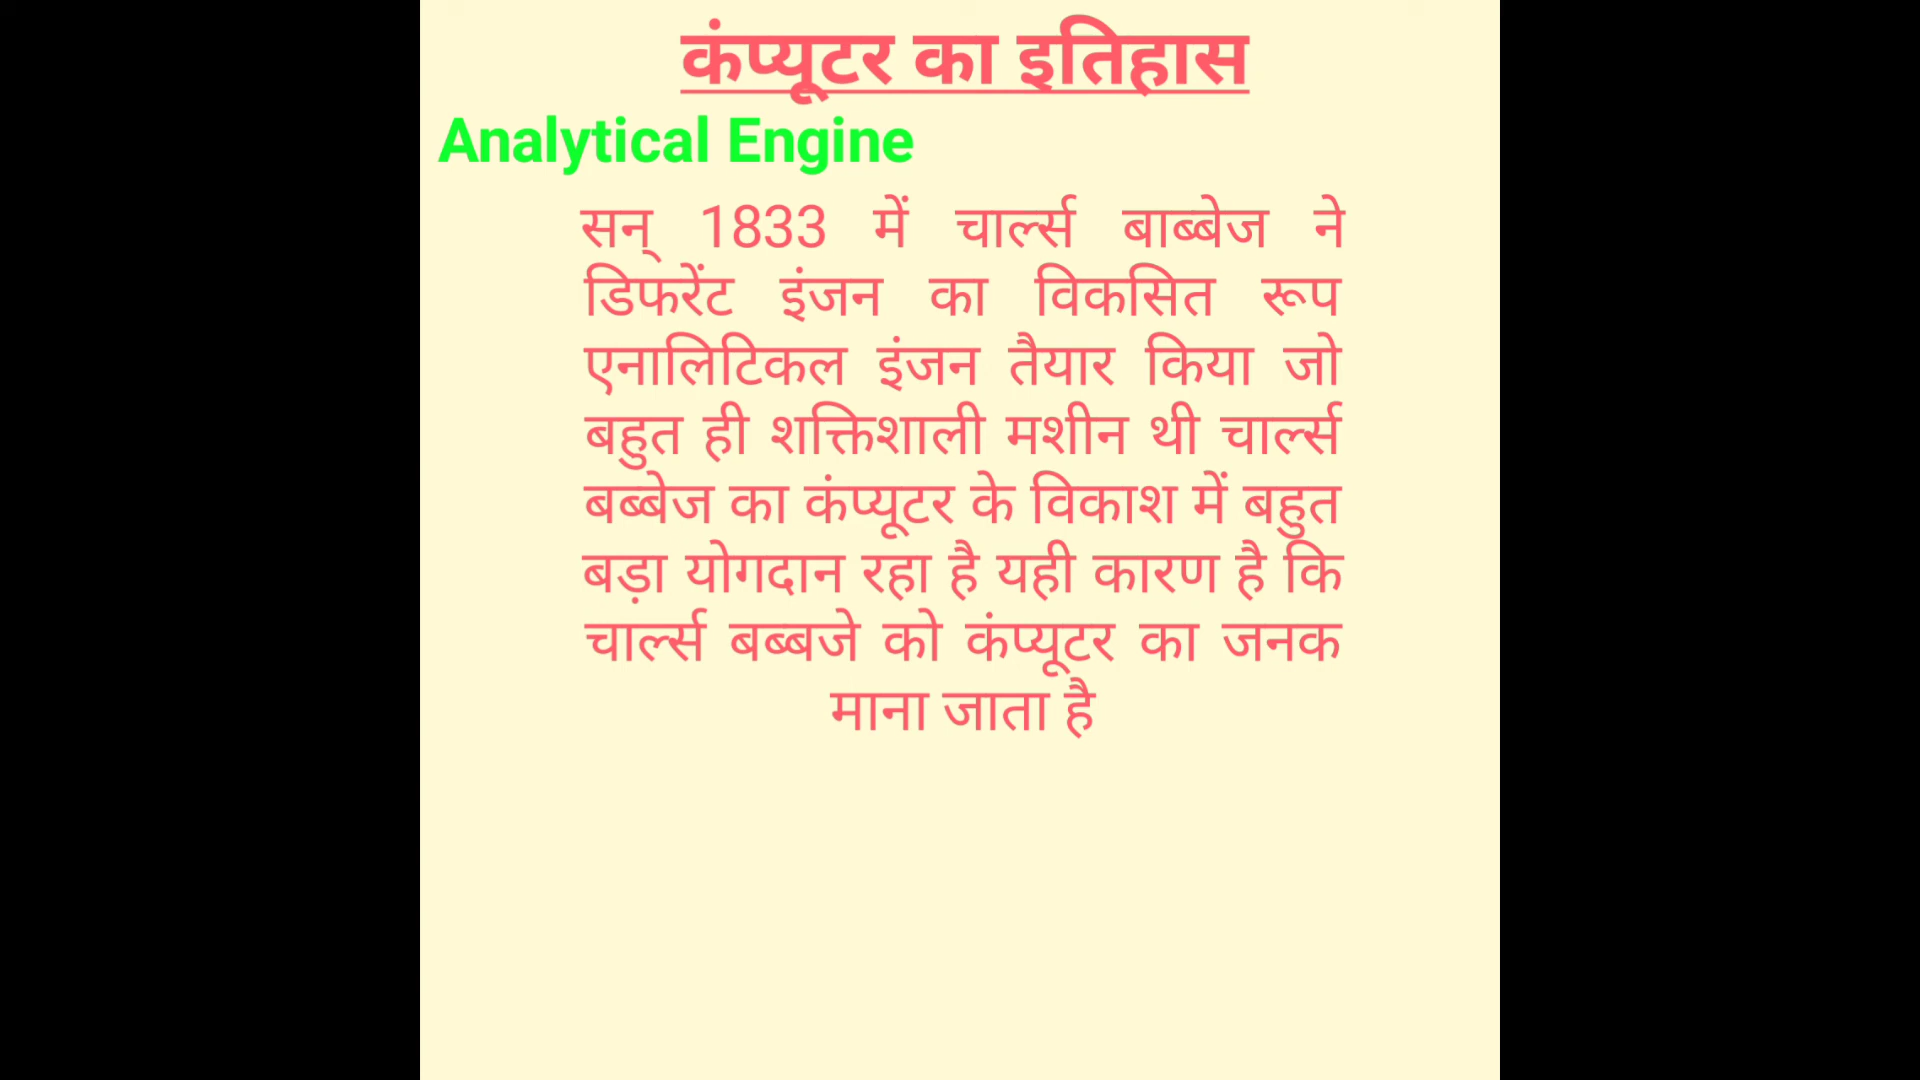 कंप्यूटर का इतिहास
Analytical Engine
सन् 1833 में चार्ल्स बाब्बेज ने
डिफरेंट इंजन का विकसित रूप
एनालिटिकल इंजन तैयार किया जो
बहुत ही शक्तिशाली मशीन थी चार्ल्स
बब्बेज का कंप्यूटर के विकाश में बहुत
बड़ा योगदान रहा है यही कारण है कि
चार्ल्स बब्बजे को कंप्यूटर का जनक
माना जाता है